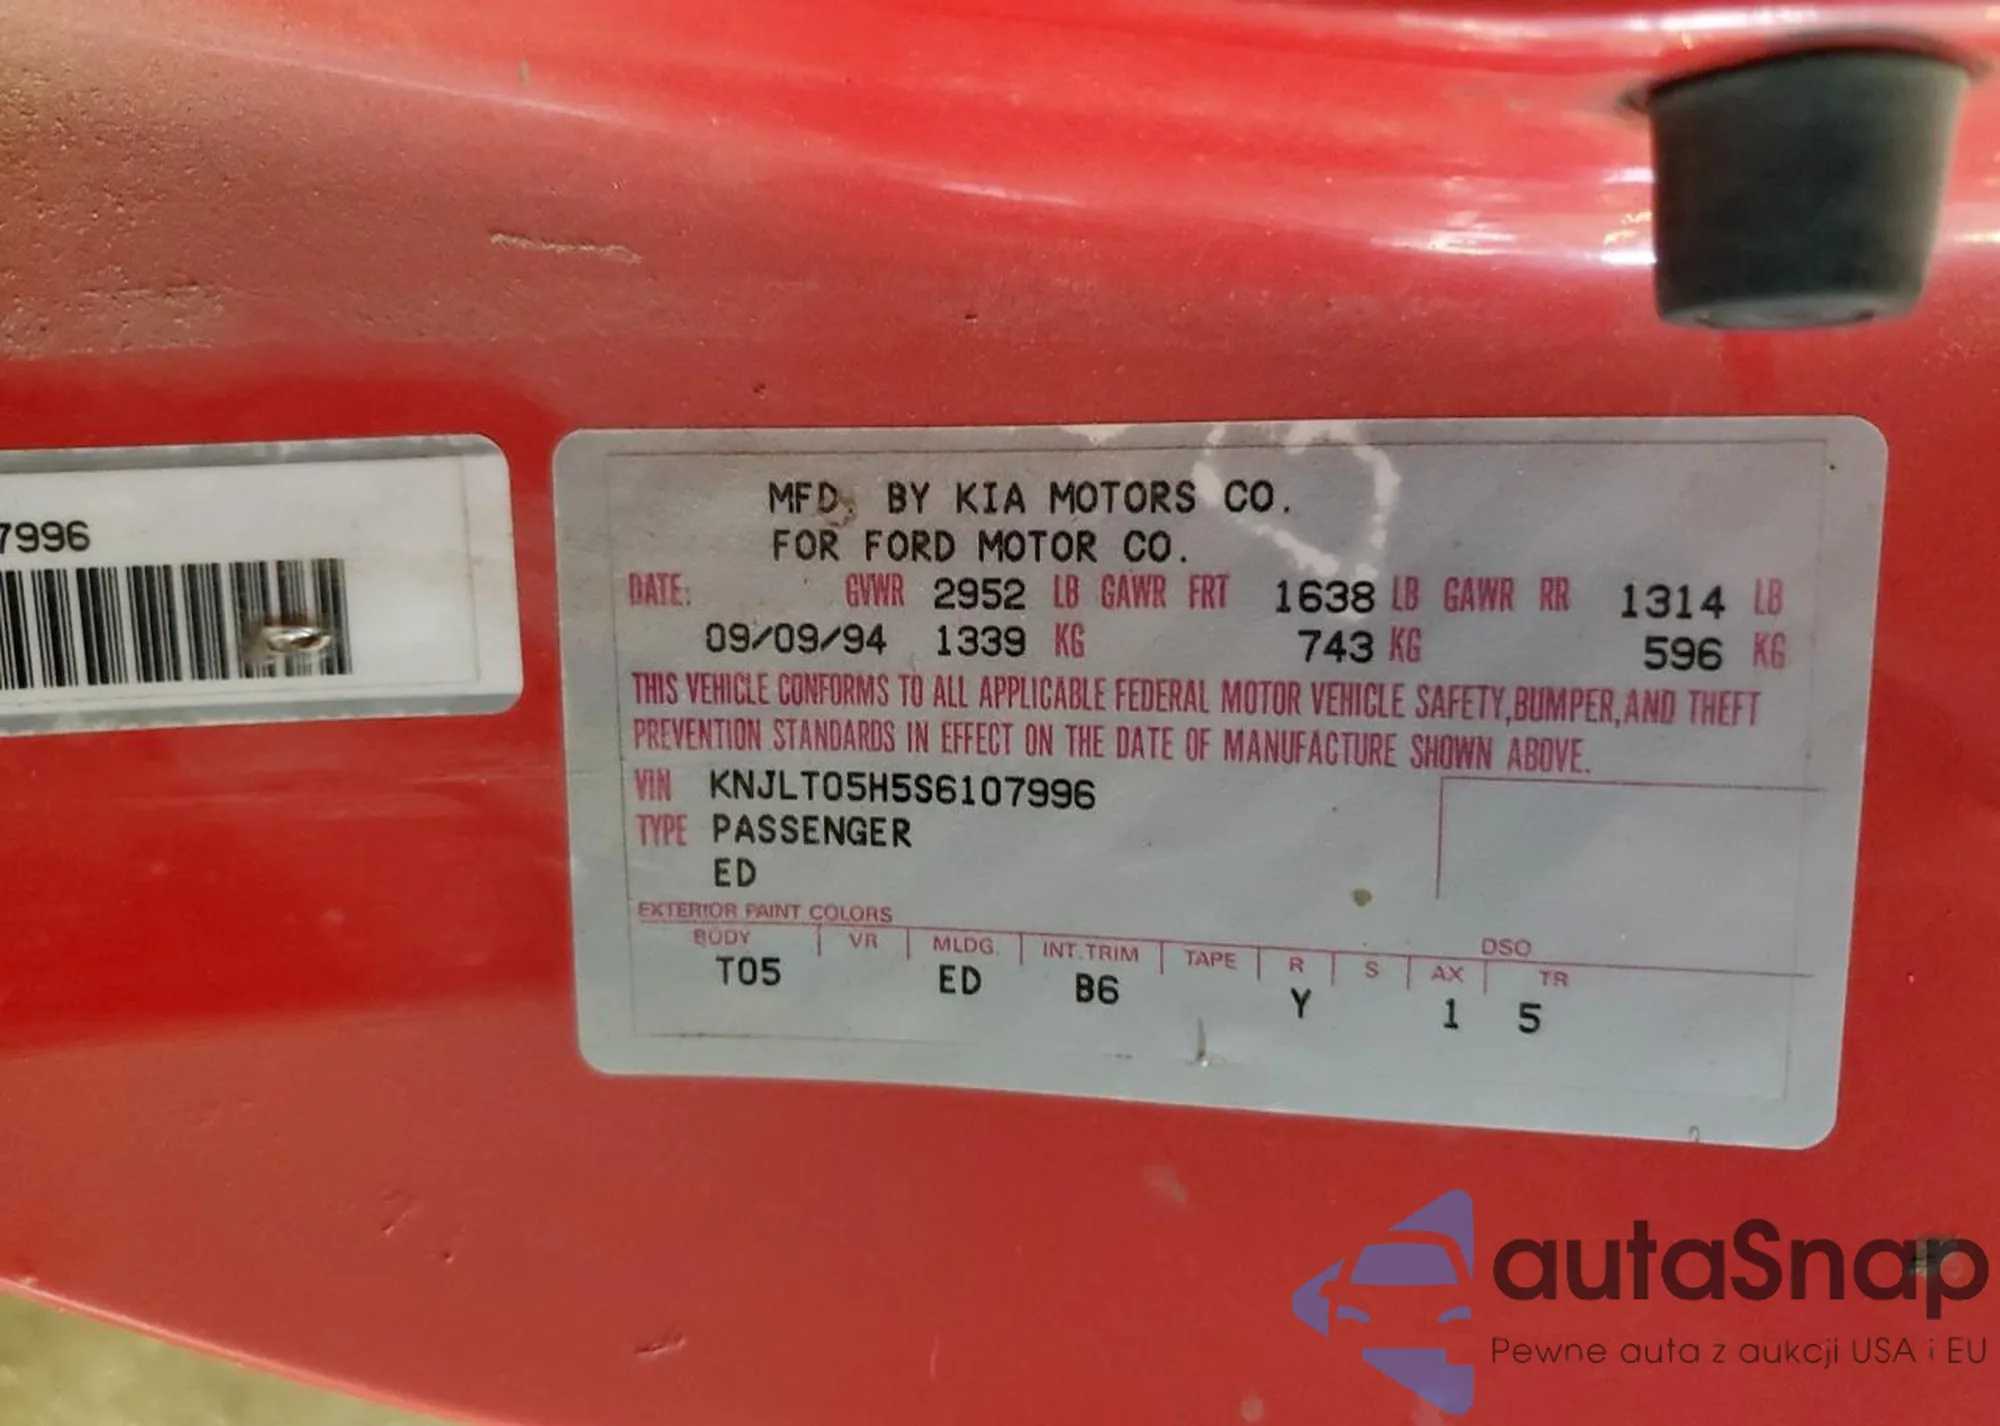 7996
MFD. BY KIA MOTORS CO.
FOR FORD MOTOR CO.
DATE: GVWR 2952 LB GAWR FRT 1638 LB GAWR RR 1314 LB
09/09/94 1339 KG 743 KG 596 KG
THIS VEHICLE CONFORMS TO ALL APPLICABLE FEDERAL MOTOR VEHICLE SAFETY,BUMPER,AND THEFT
PREVENTION STANDARDS IN EFFECT ON THE DATE OF MANUFACTURE SHOWN ABOVE.
VIN KNJLT05H5S6107996
TYPE PASSENGER
ED
EXTERIOR PAINT COLORS DSO
BODY VR MLDG. INT.TRIM TAPE R S AX TR
T05 ED B6 Y 1 5
autaSnap
Pewne auta z aukcji USA i EU